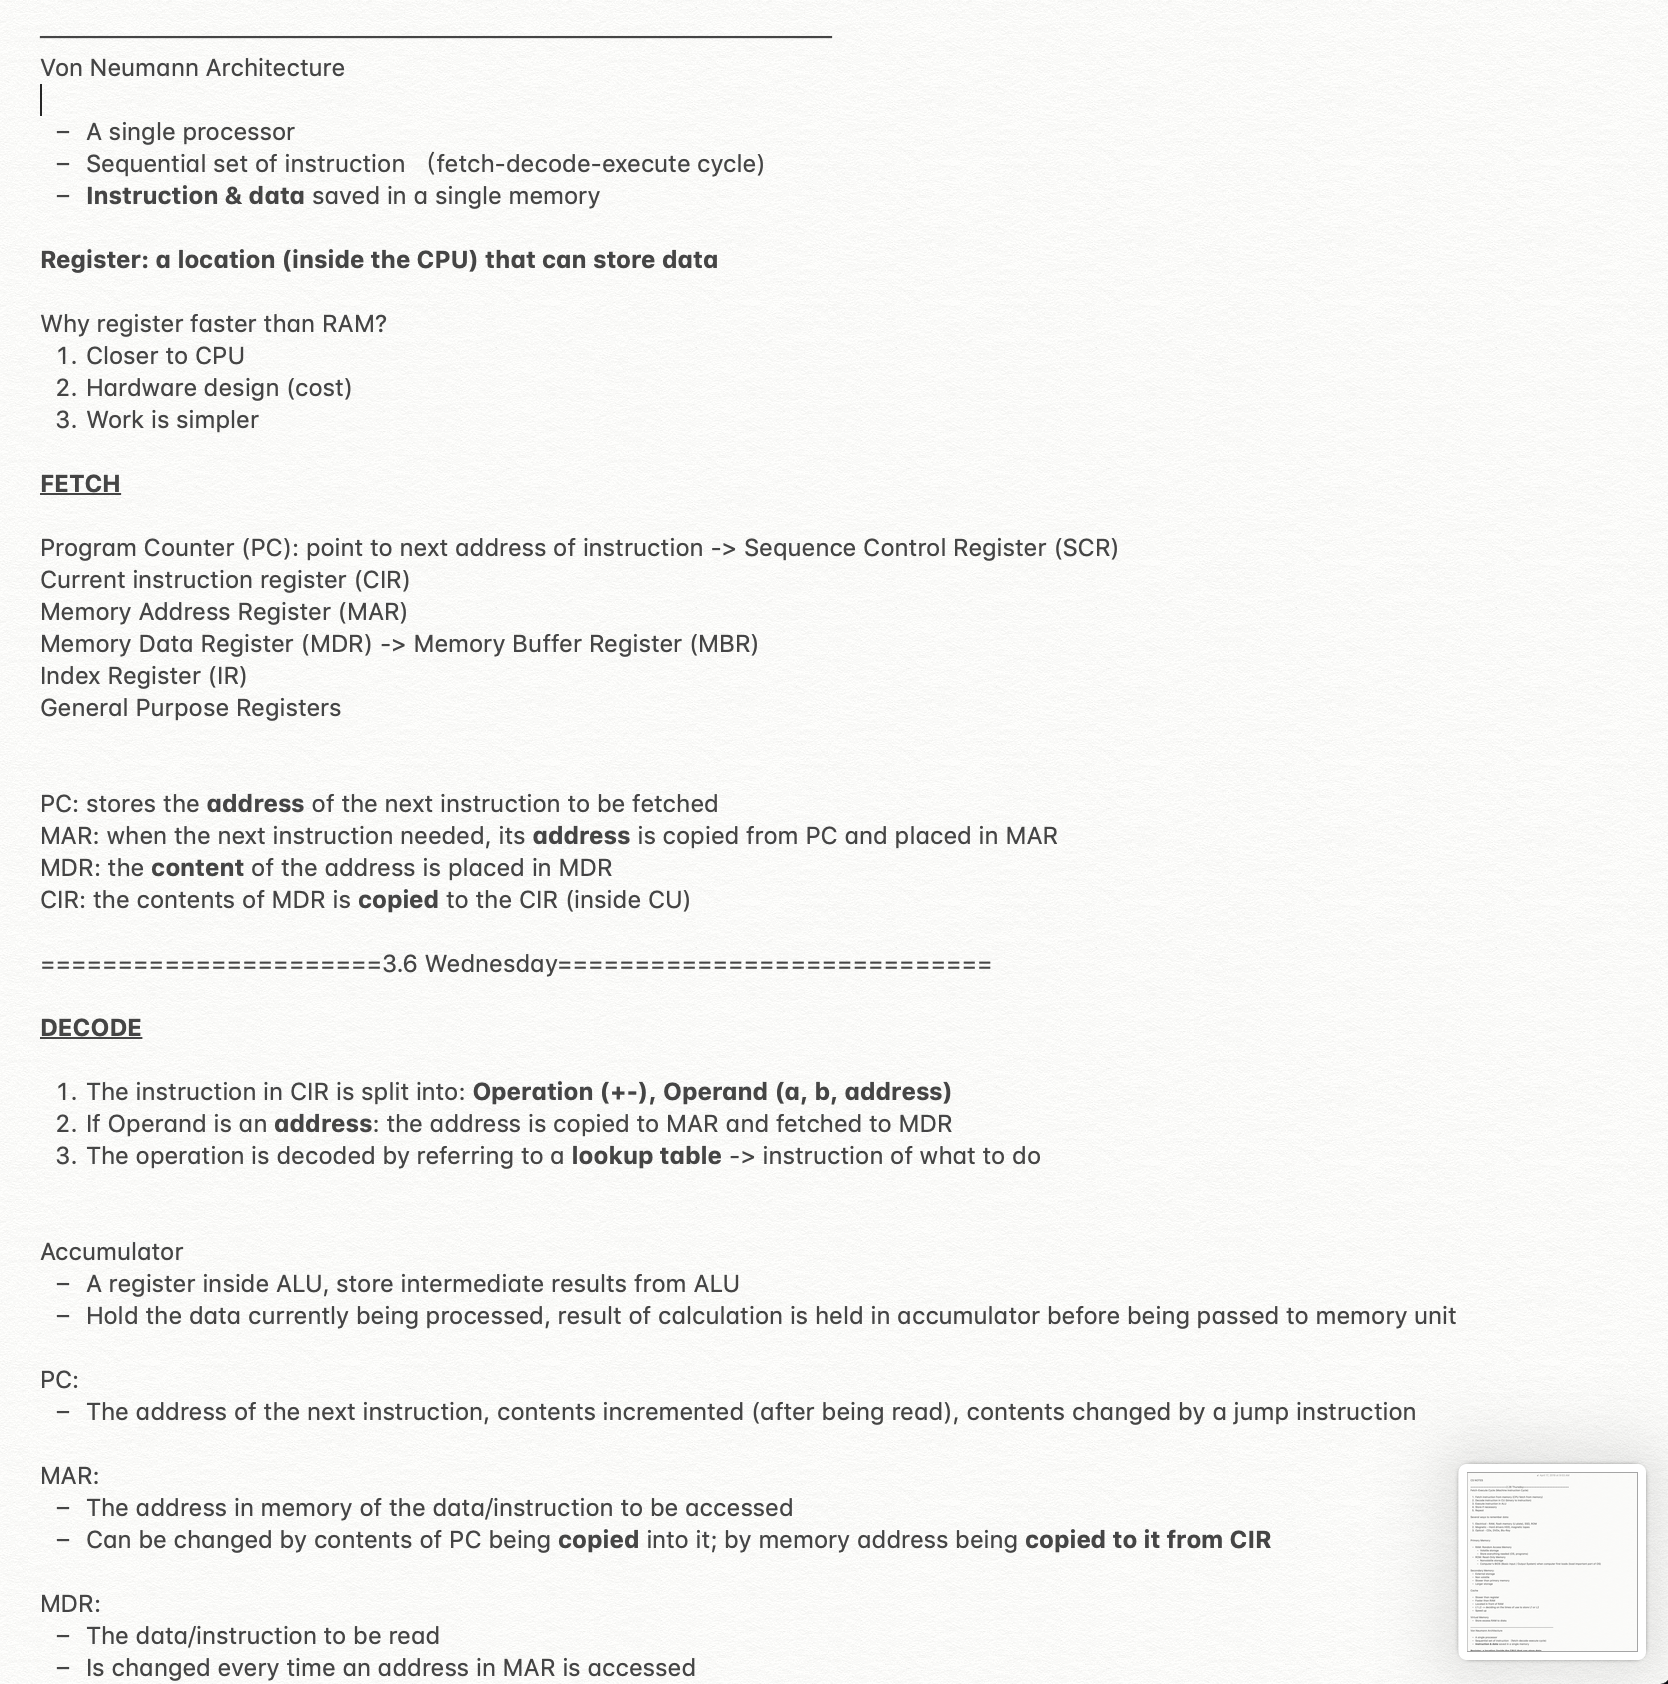 Von Neumann Architecture
– A single processor
– Sequential set of instruction (fetch-decode-execute cycle)
– Instruction & data saved in a single memory
Register: a location (inside the CPU) that can store data
Why register faster than RAM?
1. Closer to CPU
2. Hardware design (cost)
3. Work is simpler
FETCH
Program Counter (PC): point to next address of instruction -> Sequence Control Register (SCR)
Current instruction register (CIR)
Memory Address Register (MAR)
Memory Data Register (MDR) -> Memory Buffer Register (MBR)
Index Register (IR)
General Purpose Registers
PC: stores the address of the next instruction to be fetched
MAR: when the next instruction needed, its address is copied from PC and placed in MAR
MDR: the content of the address is placed in MDR
CIR: the contents of MDR is copied to the CIR (inside CU)
======================3.6 Wednesday============================
DECODE
1. The instruction in CIR is split into: Operation (+-), Operand (a, b, address)
2. If Operand is an address: the address is copied to MAR and fetched to MDR
3. The operation is decoded by referring to a lookup table -> instruction of what to do
Accumulator
– A register inside ALU, store intermediate results from ALU
– Hold the data currently being processed, result of calculation is held in accumulator before being passed to memory unit
PC:
– The address of the next instruction, contents incremented (after being read), contents changed by a jump instruction
MAR:
– The address in memory of the data/instruction to be accessed
– Can be changed by contents of PC being copied into it; by memory address being copied to it from CIR
MDR:
– The data/instruction to be read
– Is changed every time an address in MAR is accessed